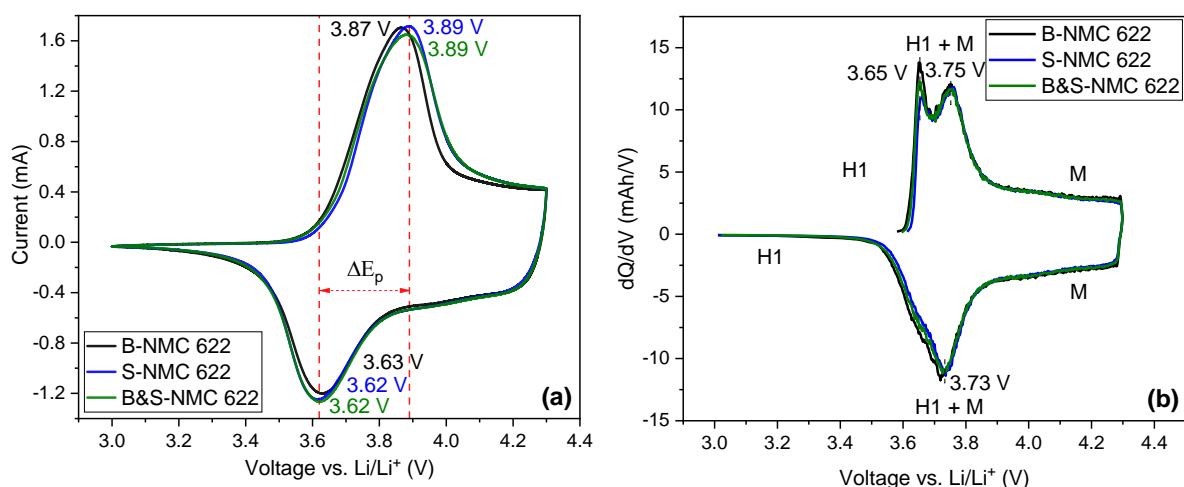 1.6
1.2
0.8
0.4
0.0
-0.4
-0.8
-1.2
Current (mA)
3.87 V
3.89 V
3.89 V
ΔEp
3.63 V
3.62 V
3.62 V
B-NMC 622
S-NMC 622
B&S-NMC 622
(a)
3.0 3.2 3.4 3.6 3.8 4.0 4.2 4.4
Voltage vs. Li/Li⁺ (V)
15
10
5
0
-5
-10
-15
dQ/dV (mAh/V)
H1 + M
3.65 V 3.75 V
B-NMC 622
S-NMC 622
B&S-NMC 622
H1
M
H1
M
3.73 V
H1 + M
(b)
3.0 3.2 3.4 3.6 3.8 4.0 4.2 4.4
Voltage vs. Li/Li⁺ (V)